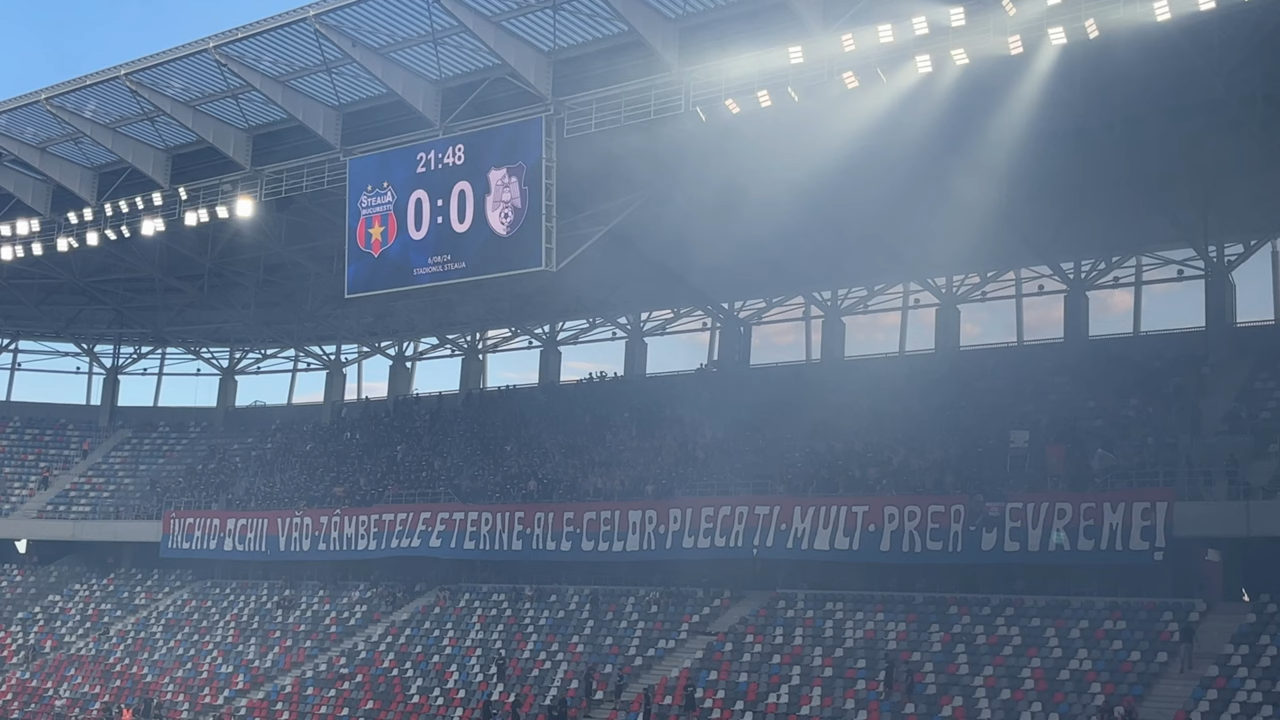 21:48
STEAUA
BUCURESTI
0:0
6/08/24
STADIONUL STEAUA
ÎNCHID·OCHII, VĂD·ZÂMBETELE·ETERNE·ALE·CELOR·PLECAȚI·MULT·PREA DEVREME!